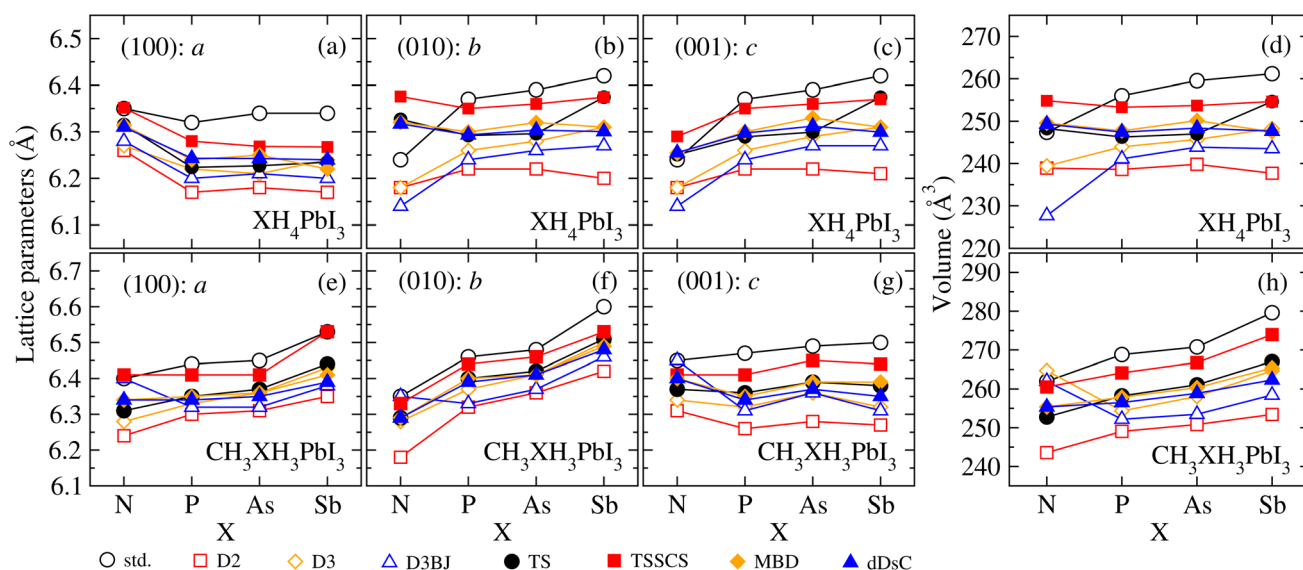 (100): a (a)
(010): b (b)
(001): c (c)
(d)
6.5
6.4
6.3
6.2
6.1
270
260
250
240
230
220
XH₄PbI₃
XH₄PbI₃
XH₄PbI₃
XH₄PbI₃
Lattice parameters (Å)
Volume (Å³)
(100): a (e)
(010): b (f)
(001): c (g)
(h)
6.7
6.6
6.5
6.4
6.3
6.2
6.1
290
280
270
260
250
240
CH₃XH₃PbI₃
CH₃XH₃PbI₃
CH₃XH₃PbI₃
CH₃XH₃PbI₃
N P As Sb
N P As Sb
N P As Sb
N P As Sb
X
X
X
X
std. D2 D3 D3BJ TS TSSCS MBD dDsC